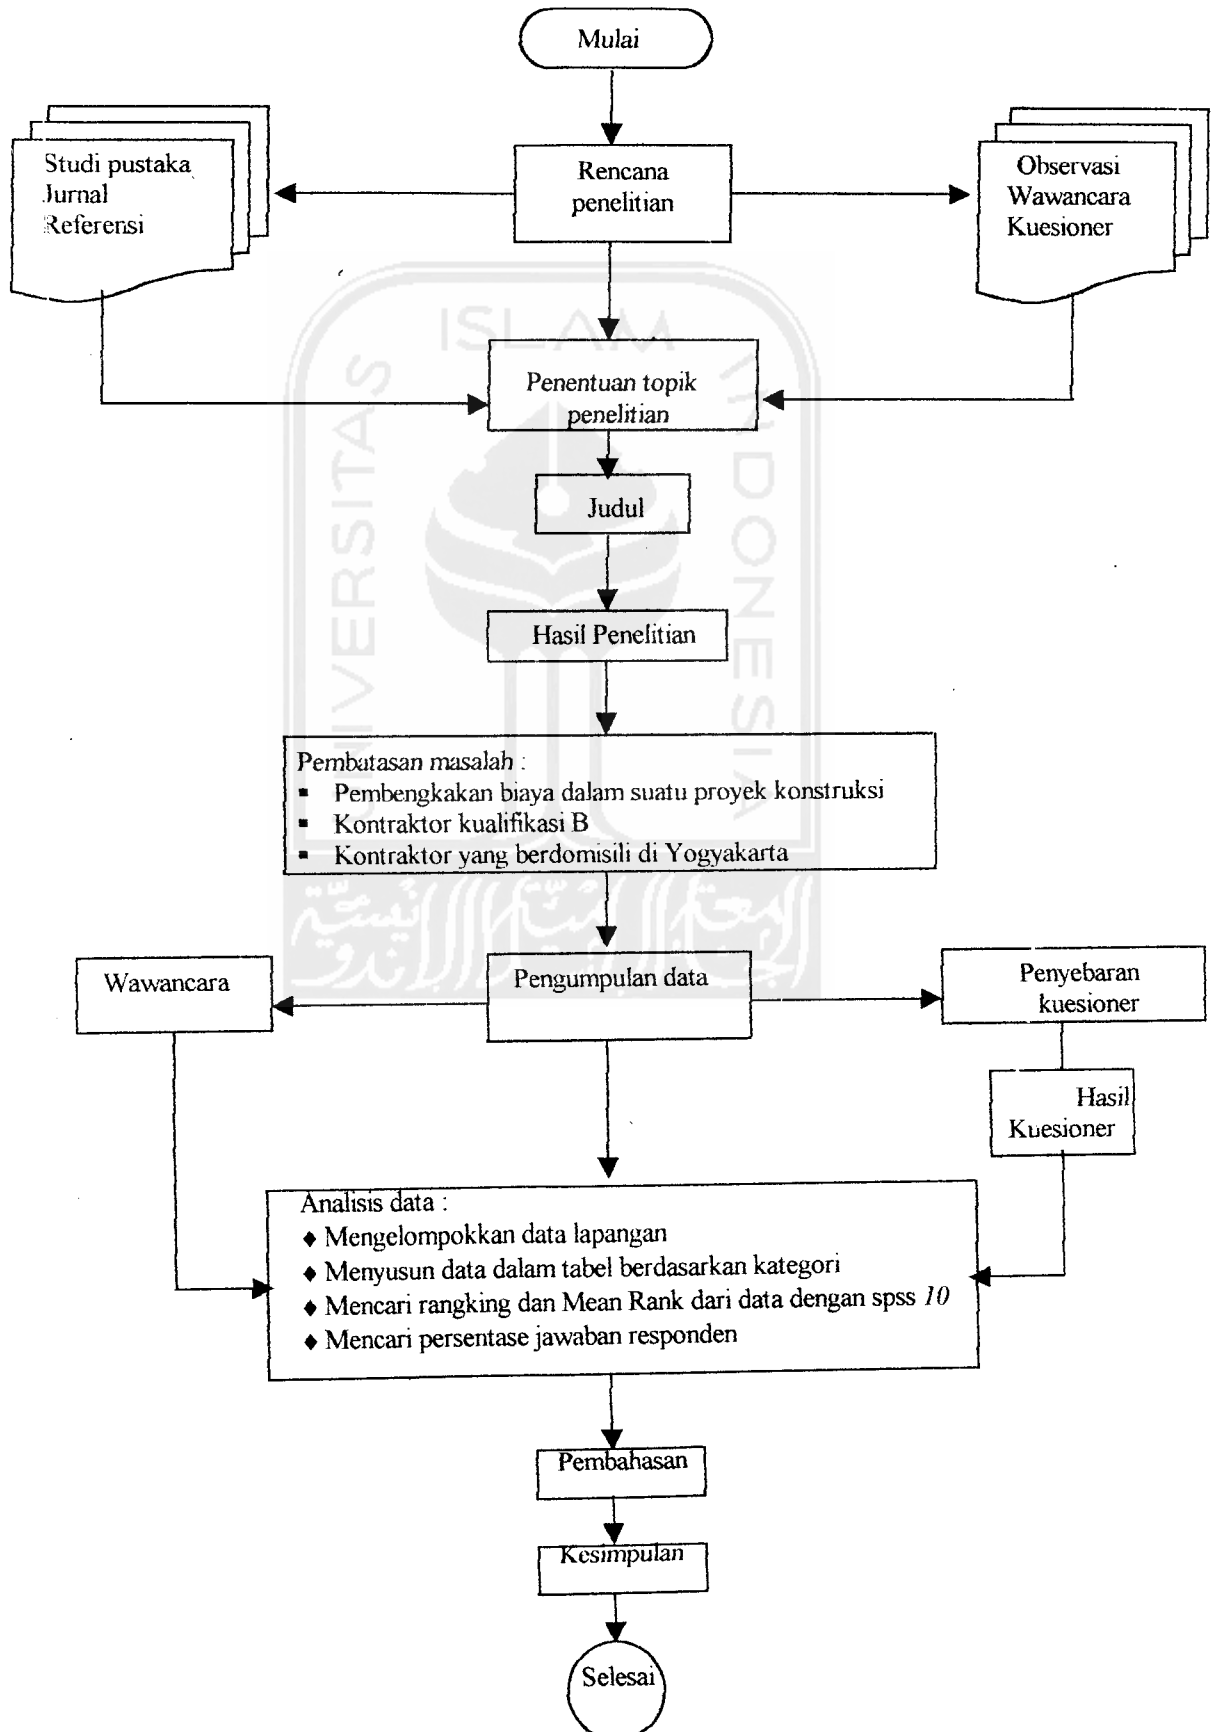 Mulai
Studi pustaka
Jurnal
Referensi
Rencana
penelitian
Observasi
Wawancara
Kuesioner
UNIVERSITAS
ISLAM
INDONESIA
Penentuan topik
penelitian
Judul
Hasil Penelitian
Pembatasan masalah :
▪ Pembengkakan biaya dalam suatu proyek konstruksi
▪ Kontraktor kualifikasi B
▪ Kontraktor yang berdomisili di Yogyakarta
Wawancara
Pengumpulan data
Penyebaran
kuesioner
Hasil
Kuesioner
Analisis data :
♦ Mengelompokkan data lapangan
♦ Menyusun data dalam tabel berdasarkan kategori
♦ Mencari rangking dan Mean Rank dari data dengan spss 10
♦ Mencari persentase jawaban responden
Pembahasan
Kesimpulan
Selesai